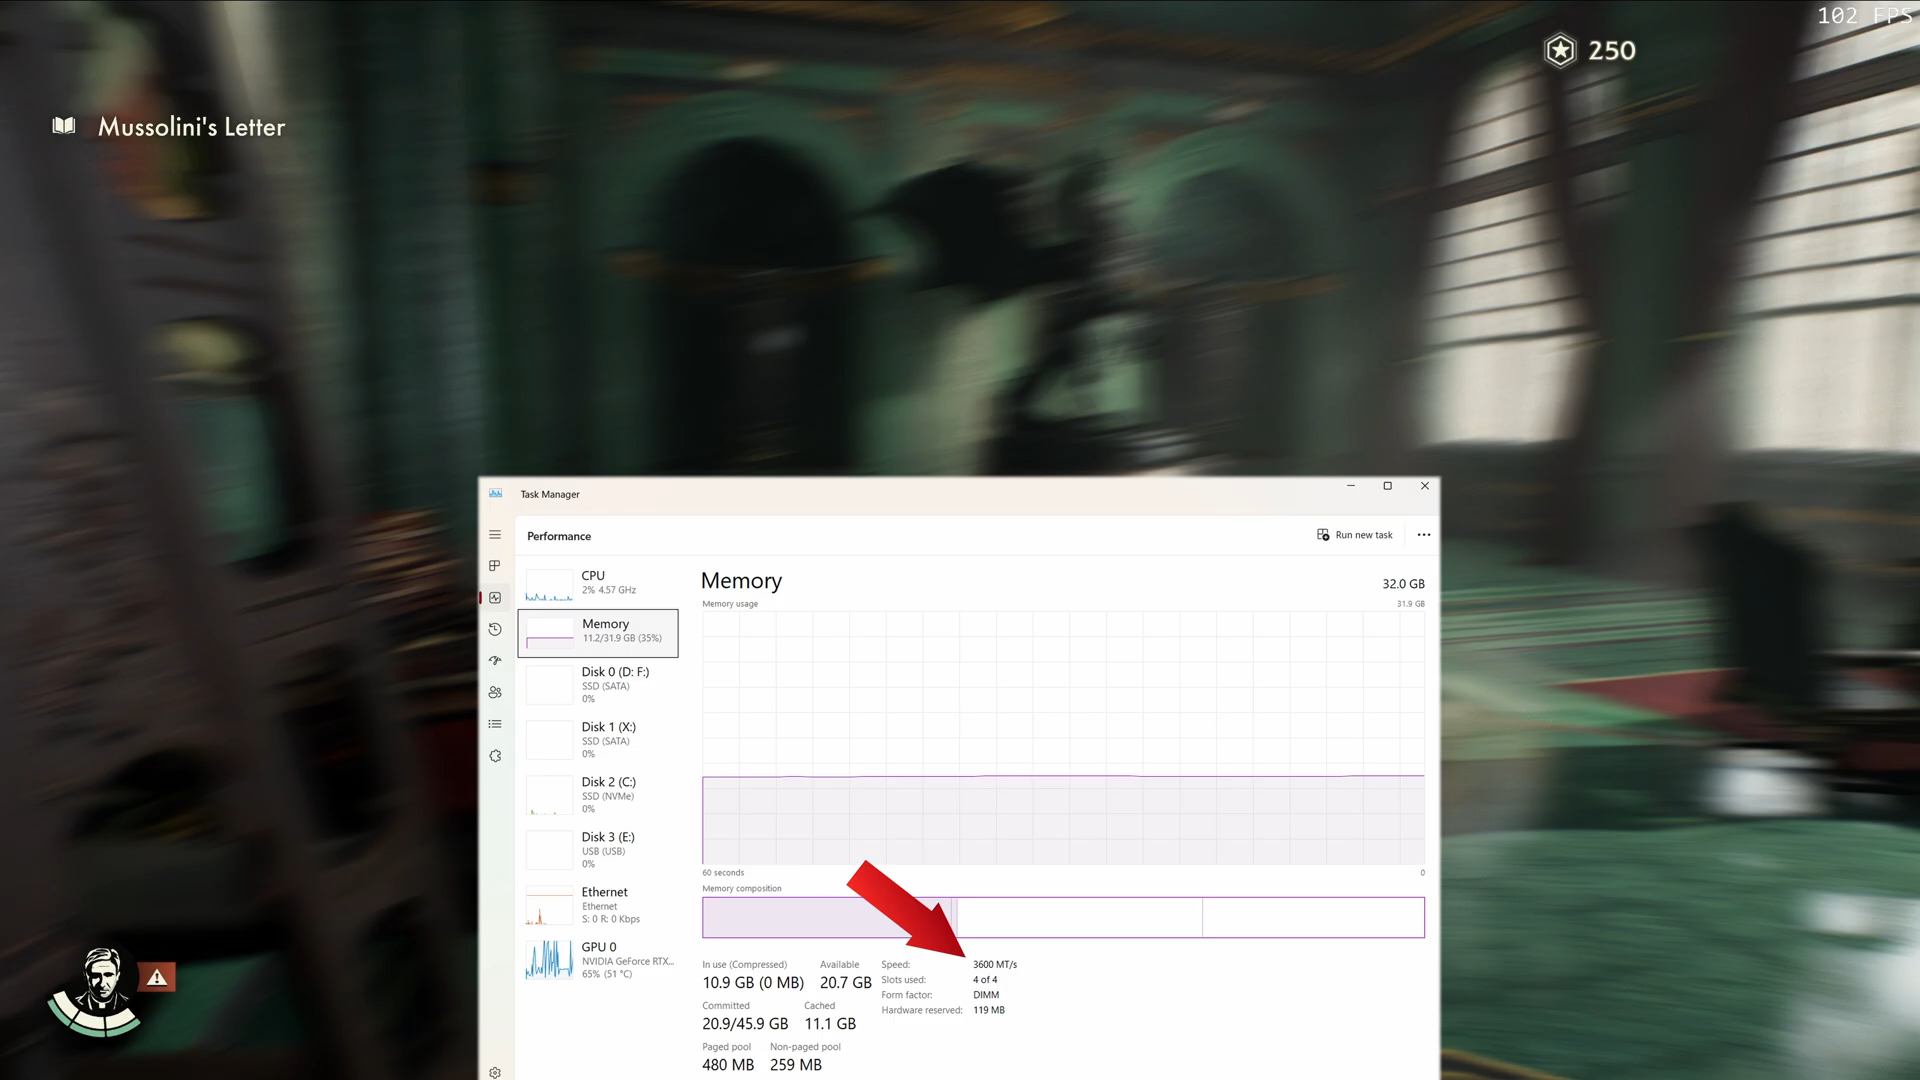 102 FPS
250
Mussolini's Letter
Task Manager
Performance
Run new task
CPU
2% 4.57 GHz
Memory
11.2/31.9 GB (35%)
Disk 0 (D: F:)
SSD (SATA)
0%
Disk 1 (X:)
SSD (SATA)
0%
Disk 2 (C:)
SSD (NVMe)
0%
Disk 3 (E:)
USB (USB)
0%
Ethernet
Ethernet
S: 0 R: 0 Kbps
GPU 0
NVIDIA GeForce RTX...
65% (51 °C)
Memory
32.0 GB
Memory usage
31.9 GB
60 seconds
0
Memory composition
In use (Compressed)
10.9 GB (0 MB)
Available
20.7 GB
Committed
20.9/45.9 GB
Cached
11.1 GB
Paged pool
480 MB
Non-paged pool
259 MB
Speed: 3600 MT/s
Slots used: 4 of 4
Form factor: DIMM
Hardware reserved: 119 MB